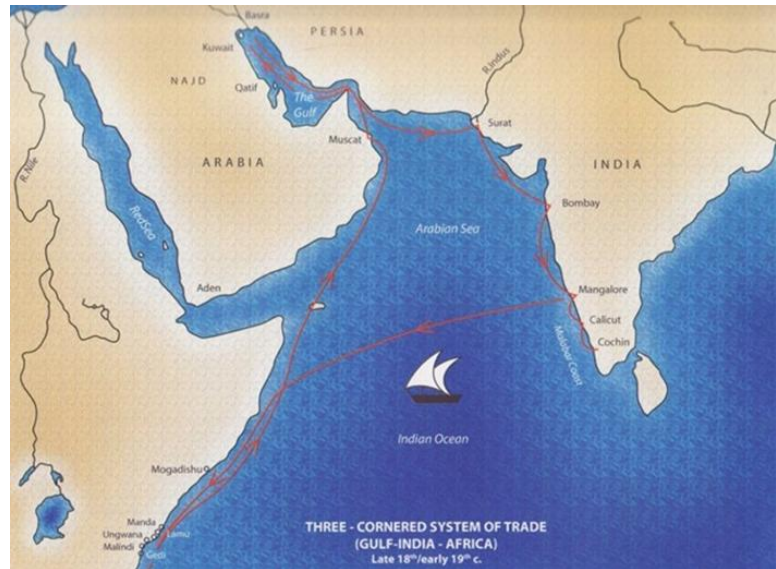 Basra
PERSIA
Kuwait
R.Indus
NAJD
Qatif
The
Gulf
Surat
Muscat
ARABIA
INDIA
R.Nile
Bombay
RedSea
Arabian Sea
Aden
Mangalore
Calicut
Cochin
Malabar Coast
Indian Ocean
Mogadishu
Manda
Lamu
Ungwana
Malindi
Gedi
THREE - CORNERED SYSTEM OF TRADE
(GULF-INDIA - AFRICA)
Late 18th/early 19th c.